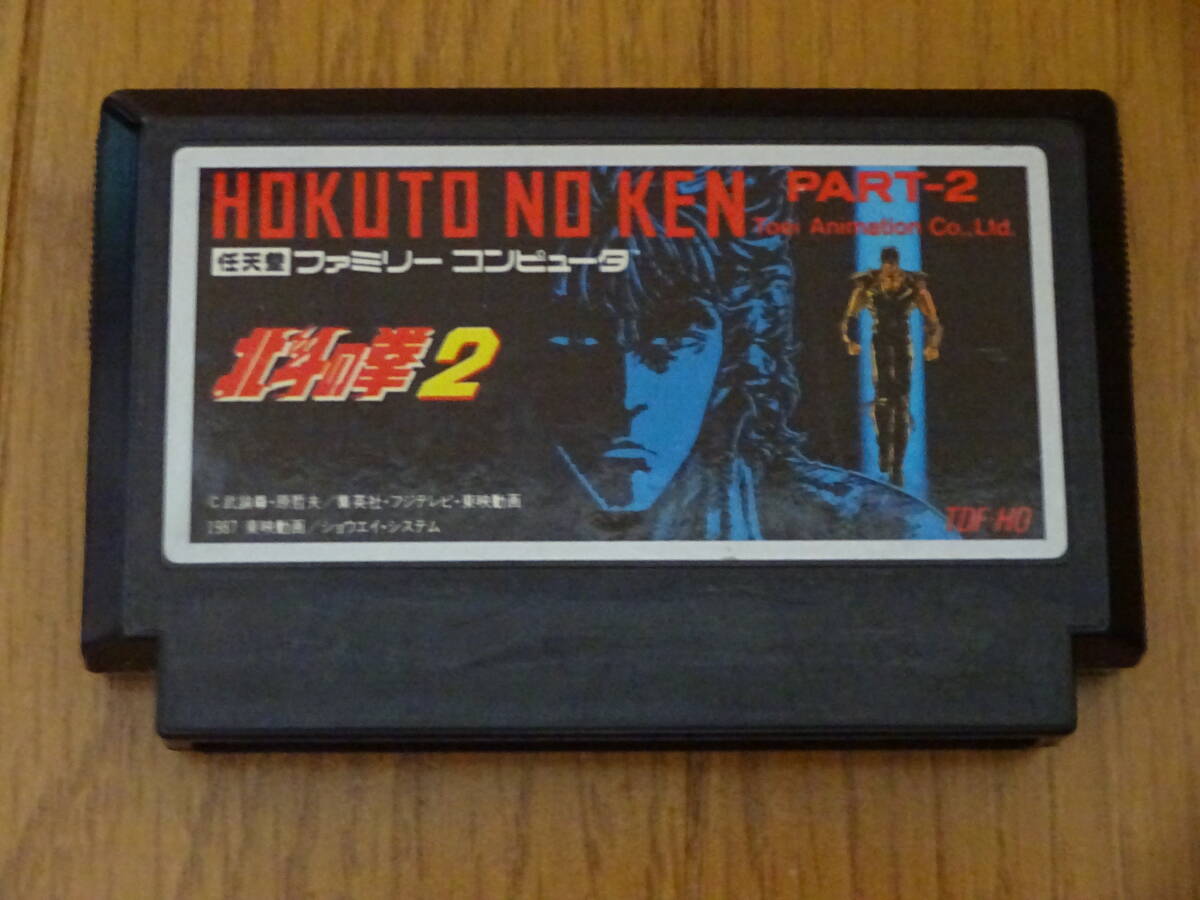 HOKUTO NO KEN PART-2
Toei Animation Co.,Ltd.
任天堂 ファミリー コンピュータ™
北斗の拳2
©武論尊・原哲夫/集英社・フジテレビ・東映動画
1987 東映動画/ショウエイ・システム
TDF-HO